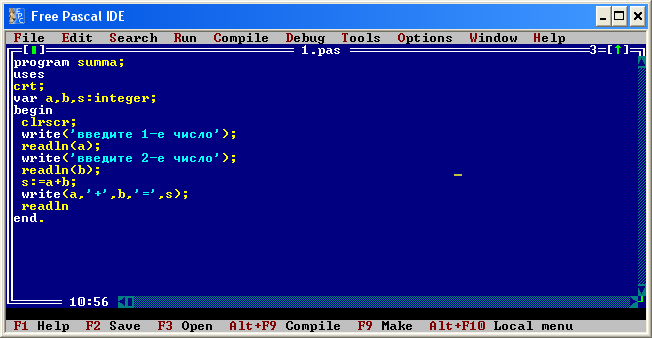 Free Pascal IDE
File Edit Search Run Compile Debug Tools Options Window Help
1.pas 3=[↑]
program summa;
uses
crt;
var a,b,s:integer;
begin
clrscr;
write('введите 1-е число');
readln(a);
write('введите 2-е число');
readln(b);
s:=a+b;
write(a,'+',b,'=',s);
readln
end.
10:56
F1 Help F2 Save F3 Open Alt+F9 Compile F9 Make Alt+F10 Local menu